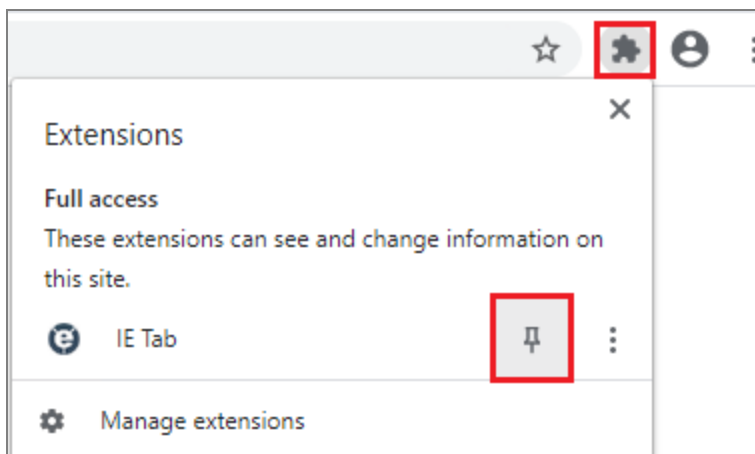 Extensions
Full access
These extensions can see and change information on
this site.
IE Tab
Manage extensions